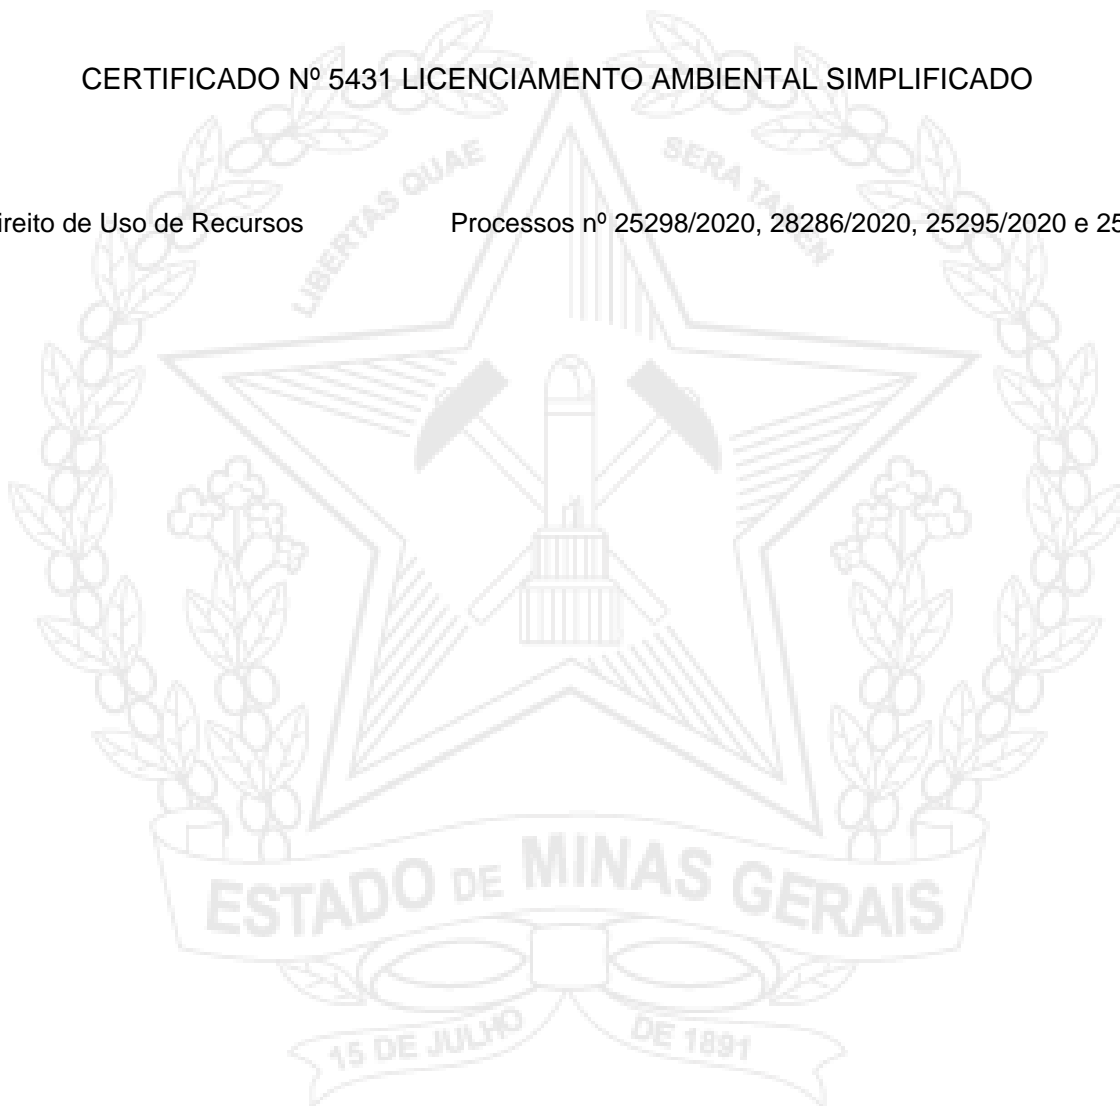 CERTIFICADO Nº 5431 LICENCIAMENTO AMBIENTAL SIMPLIFICADO
LIBERTAS QUAE SERA TAMEN
ireito de Uso de Recursos Processos nº 25298/2020, 28286/2020, 25295/2020 e 25
ESTADO DE MINAS GERAIS
15 DE JULHO DE 1891